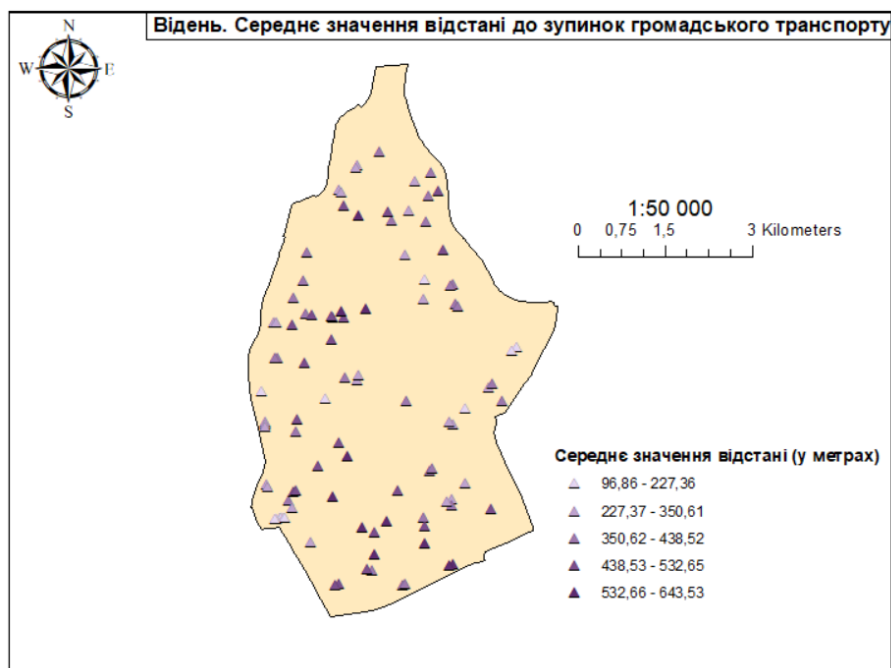 Відень. Середнє значення відстані до зупинок громадського транспорту
N
W E
S
1:50 000
0 0,75 1,5 3 Kilometers
Середнє значення відстані (у метрах)
96,86 - 227,36
227,37 - 350,61
350,62 - 438,52
438,53 - 532,65
532,66 - 643,53